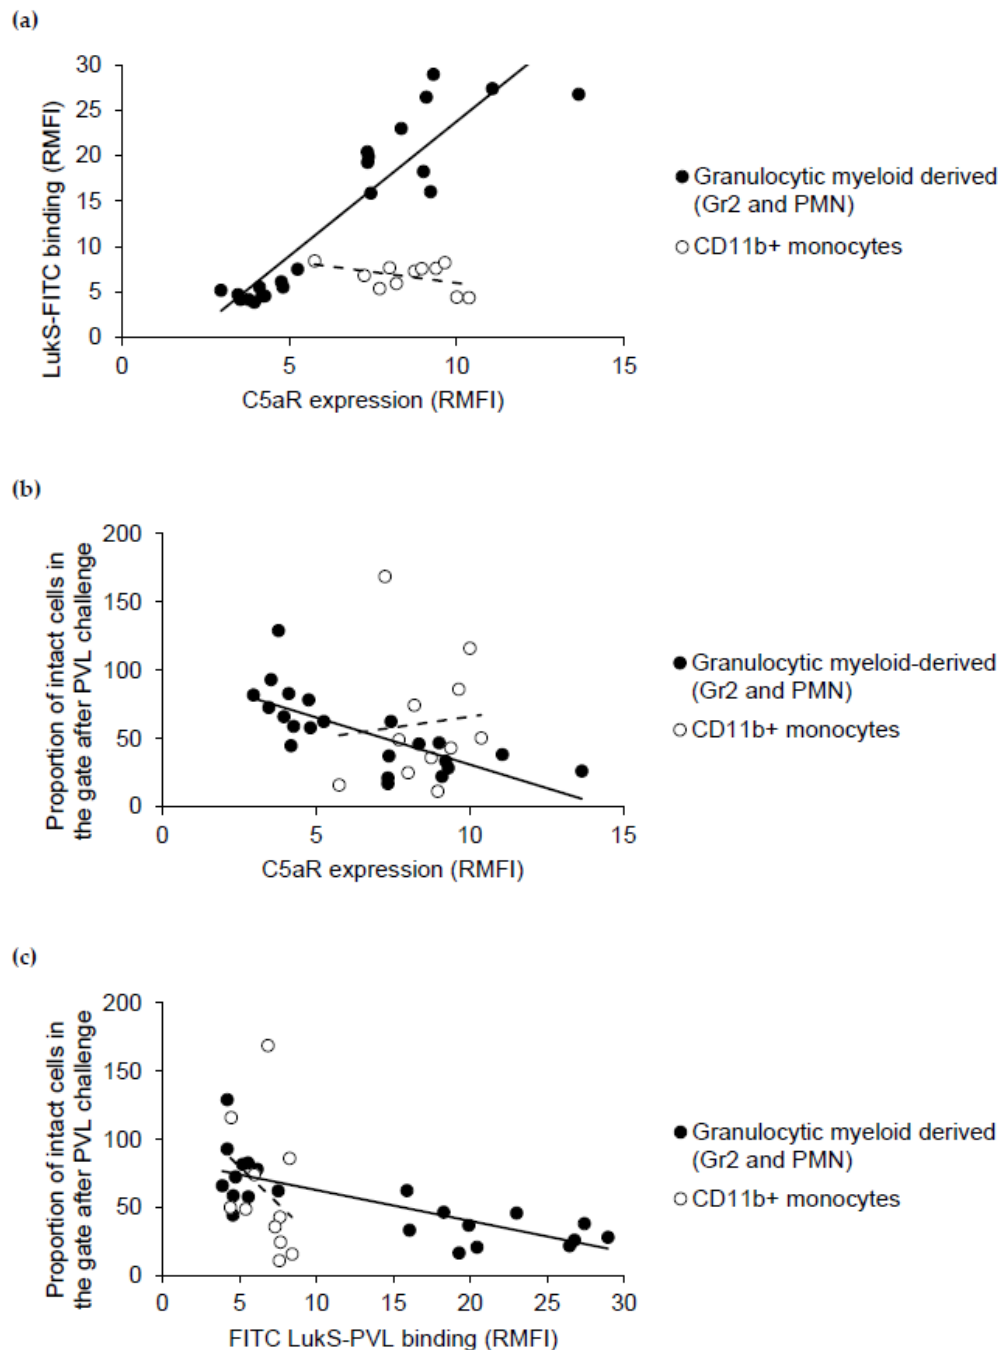 (a)
LukS-FITC binding (RMFI)
30
25
20
15
10
5
0
0 5 10 15
C5aR expression (RMFI)
Granulocytic myeloid derived
(Gr2 and PMN)
CD11b+ monocytes
(b)
Proportion of intact cells in
the gate after PVL challenge
200
150
100
50
0
0 5 10 15
C5aR expression (RMFI)
Granulocytic myeloid-derived
(Gr2 and PMN)
CD11b+ monocytes
(c)
Proportion of intact cells in
the gate after PVL challenge
200
150
100
50
0
0 5 10 15 20 25 30
FITC LukS-PVL binding (RMFI)
Granulocytic myeloid derived
(Gr2 and PMN)
CD11b+ monocytes